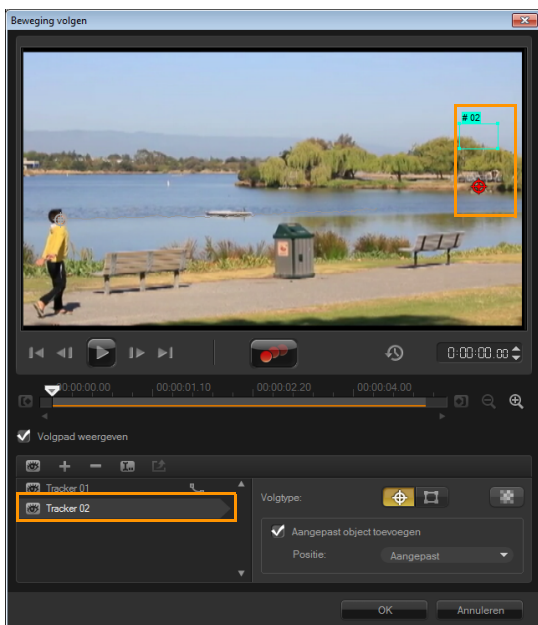 Beweging volgen
# 02
0:00:00.00
00:00:00.00 00:00:01.10 00:00:02.20 00:00:04.00
Volgpad weergeven
Tracker 01
Tracker 02
Volgtype:
Aangepast object toevoegen
Positie: Aangepast
OK Annuleren